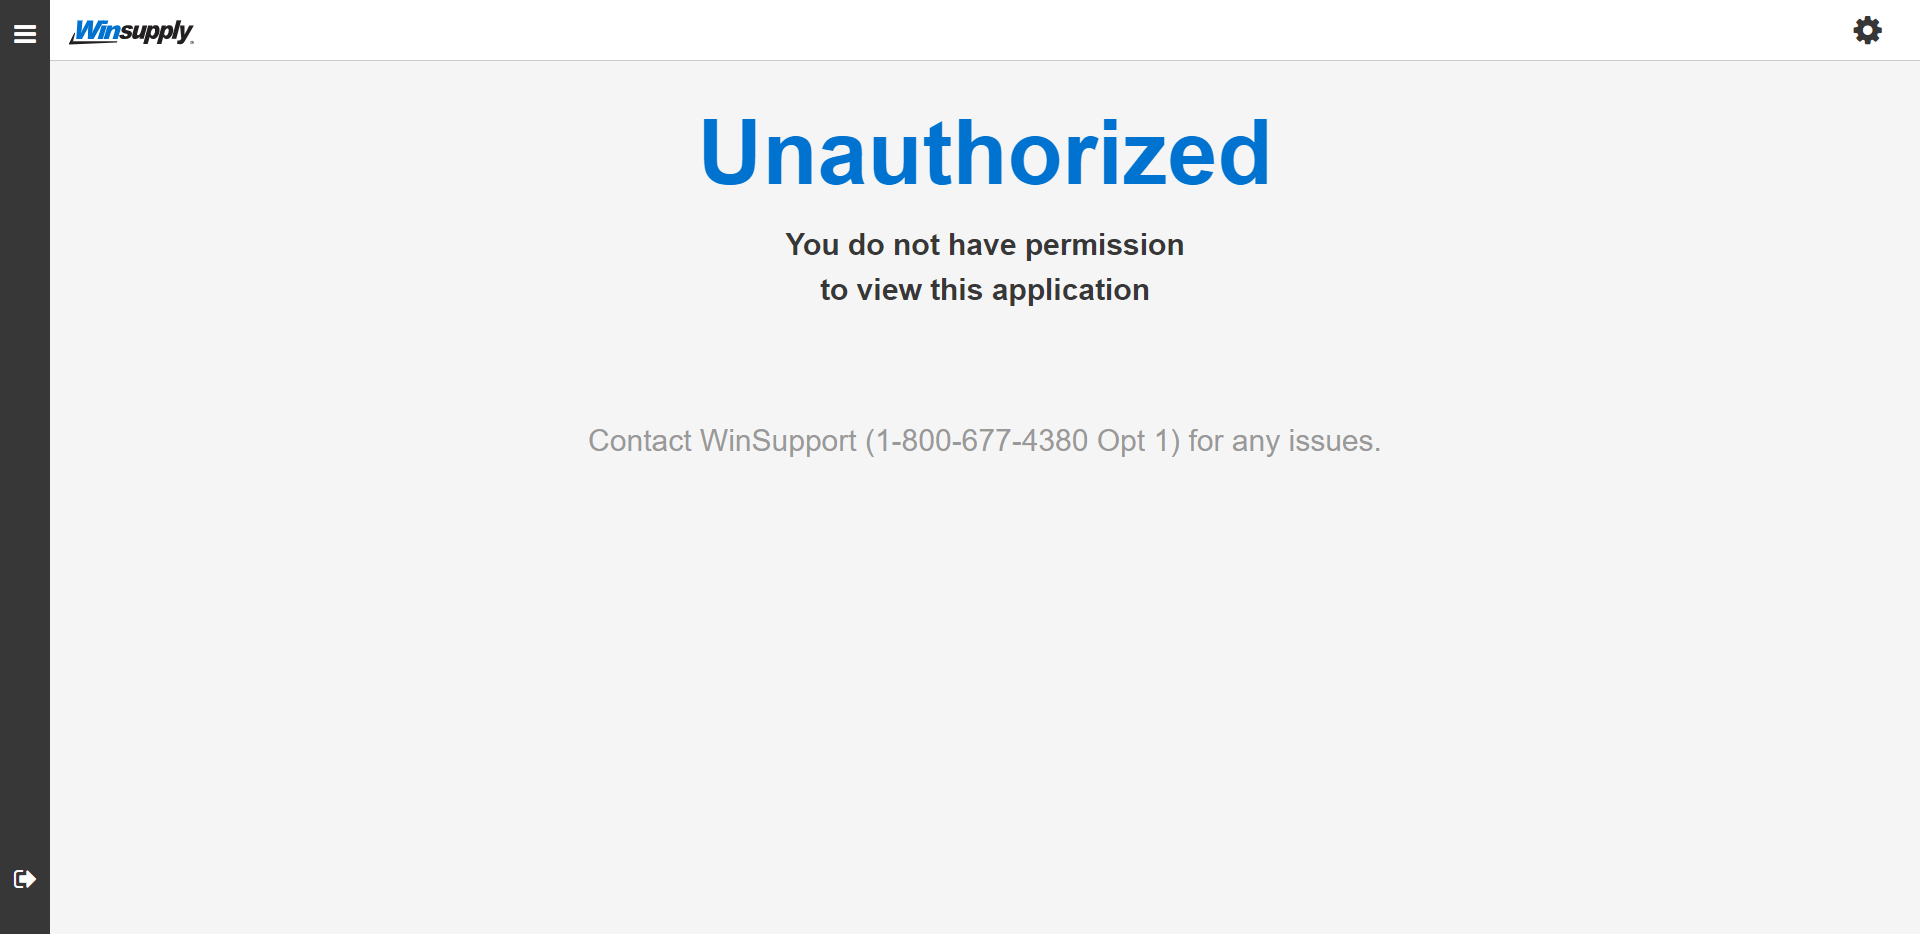 Winsupply
Unauthorized
You do not have permission
to view this application
Contact WinSupport (1-800-677-4380 Opt 1) for any issues.